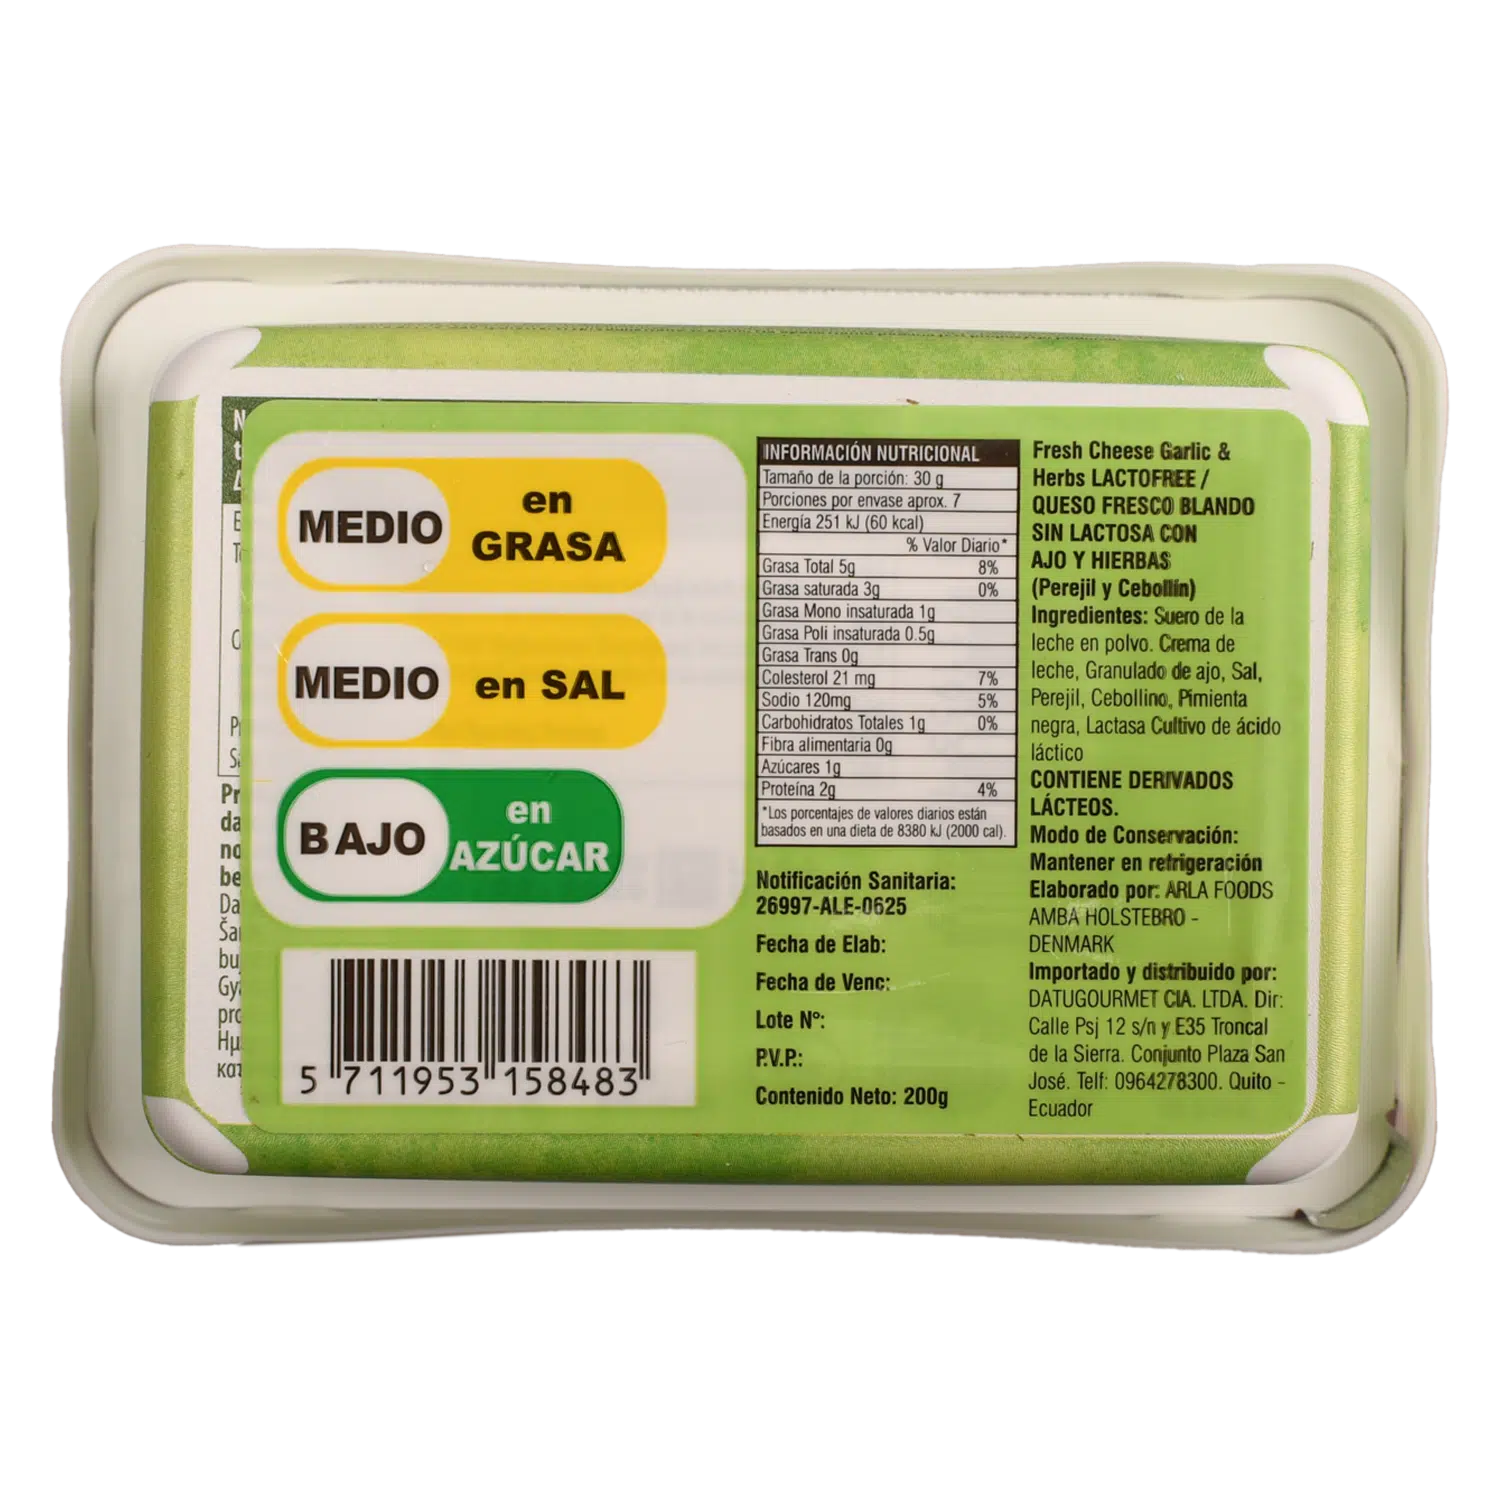 MEDIO
en
GRASA
MEDIO
en SAL
BAJO
en
AZÚCAR
5 711953 158483
INFORMACIÓN NUTRICIONAL
Tamaño de la porción: 30 g
Porciones por envase aprox. 7
Energía 251 kJ (60 kcal)
% Valor Diario*
Grasa Total 5g 8%
Grasa saturada 3g 0%
Grasa Mono insaturada 1g
Grasa Poli insaturada 0.5g
Grasa Trans 0g
Colesterol 21 mg 7%
Sodio 120mg 5%
Carbohidratos Totales 1g 0%
Fibra alimentaria 0g
Azúcares 1g
Proteína 2g 4%
*Los porcentajes de valores diarios están
basados en una dieta de 8380 kJ (2000 cal).
Notificación Sanitaria:
26997-ALE-0625
Fecha de Elab:
Fecha de Venc:
Lote Nº:
P.V.P.:
Contenido Neto: 200g
Fresh Cheese Garlic &
Herbs LACTOFREE /
QUESO FRESCO BLANDO
SIN LACTOSA CON
AJO Y HIERBAS
(Perejil y Cebollín)
Ingredientes: Suero de la
leche en polvo. Crema de
leche, Granulado de ajo, Sal,
Perejil, Cebollino, Pimienta
negra, Lactasa Cultivo de ácido
láctico
CONTIENE DERIVADOS
LÁCTEOS.
Modo de Conservación:
Mantener en refrigeración
Elaborado por: ARLA FOODS
AMBA HOLSTEBRO -
DENMARK
Importado y distribuido por:
DATUGOURMET CIA. LTDA. Dir:
Calle Psj 12 s/n y E35 Troncal
de la Sierra. Conjunto Plaza San
José. Telf: 0964278300. Quito -
Ecuador